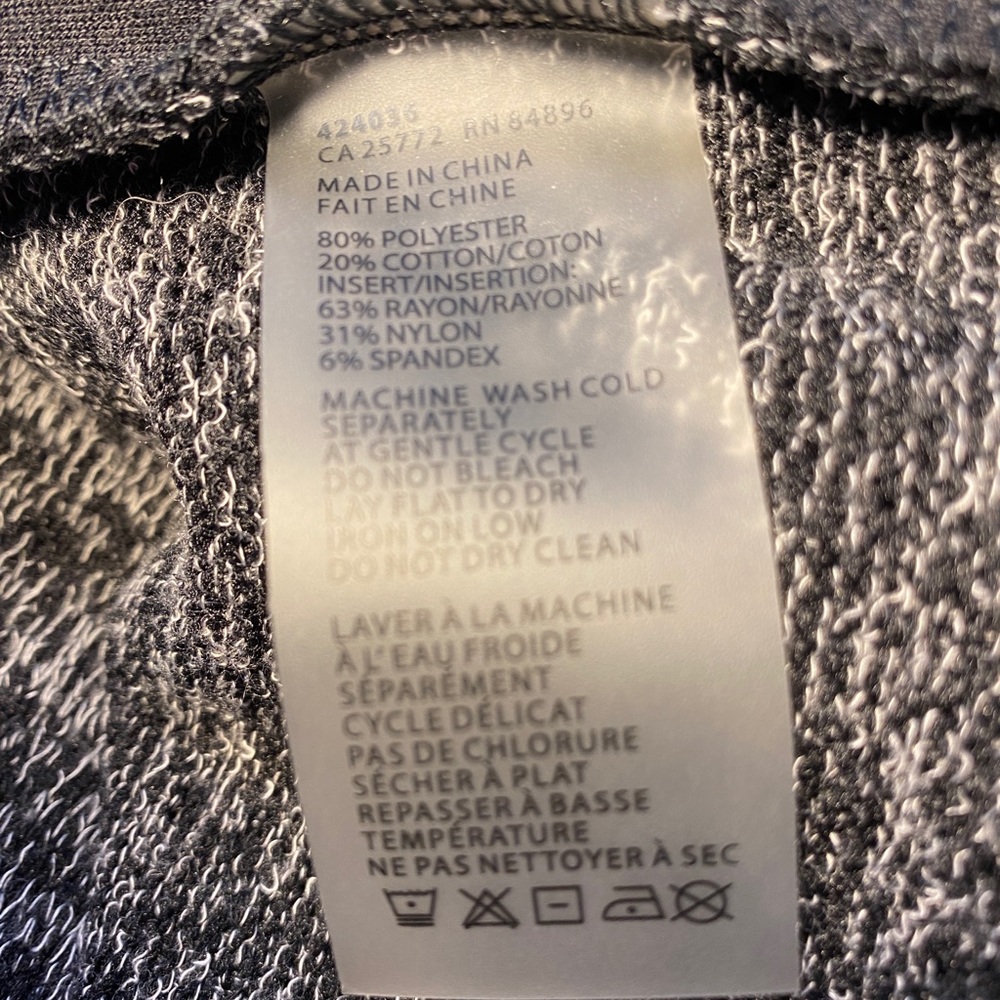 424036
CA 25772 RN 84896
MADE IN CHINA
FAIT EN CHINE
80% POLYESTER
20% COTTON/COTON
INSERT/INSERTION:
63% RAYON/RAYONNE
31% NYLON
6% SPANDEX
MACHINE WASH COLD
SEPARATELY
AT GENTLE CYCLE
DO NOT BLEACH
LAY FLAT TO DRY
IRON ON LOW
DO NOT DRY CLEAN
LAVER À LA MACHINE
À L'EAU FROIDE
SÉPARÉMENT
CYCLE DÉLICAT
PAS DE CHLORURE
SÉCHER À PLAT
REPASSER À BASSE
TEMPÉRATURE
NE PAS NETTOYER À SEC